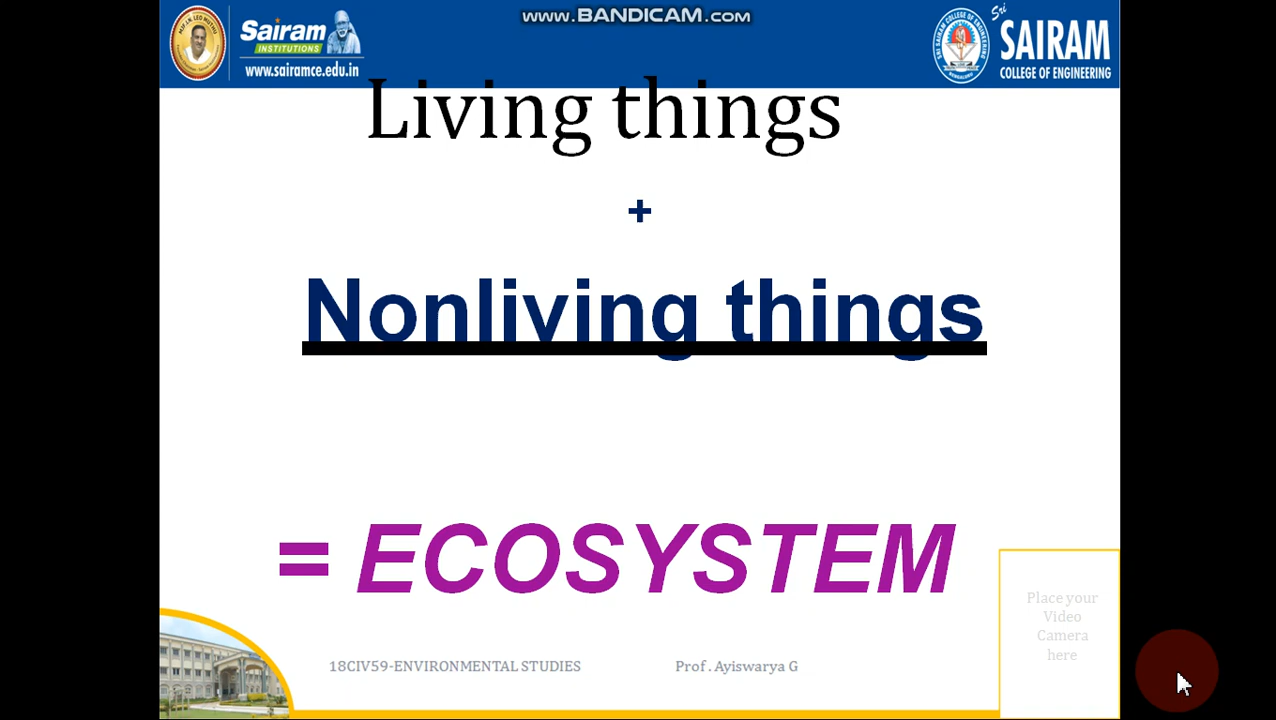 www.BANDICAM.com
Sairam
INSTITUTIONS
www.sairamce.edu.in
Sri
SAIRAM
COLLEGE OF ENGINEERING
Living things
+
Nonliving things
= ECOSYSTEM
Place your
Video
Camera
here
18CIV59-ENVIRONMENTAL STUDIES
Prof . Ayiswarya G